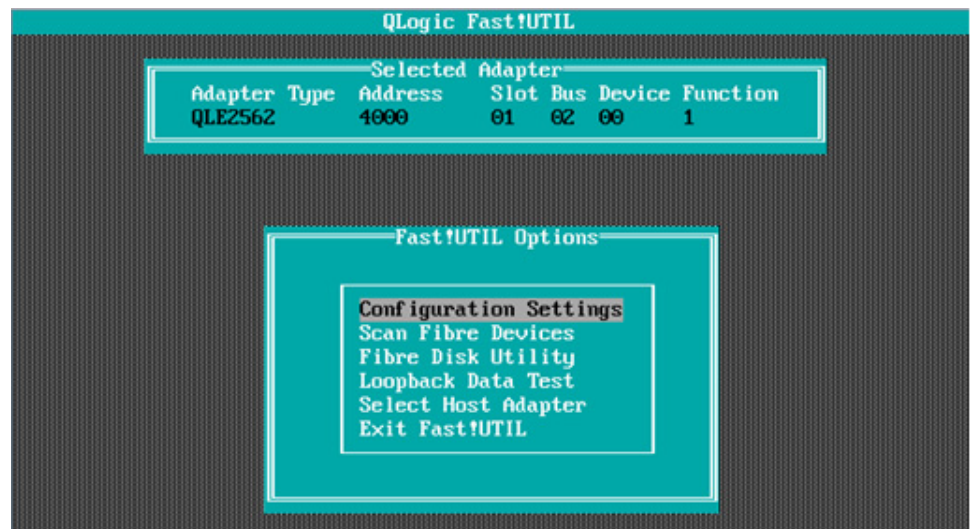 QLogic Fast!UTIL
Selected Adapter
Adapter Type Address Slot Bus Device Function
QLE2562 4000 01 02 00 1
Fast!UTIL Options
Configuration Settings
Scan Fibre Devices
Fibre Disk Utility
Loopback Data Test
Select Host Adapter
Exit Fast!UTIL